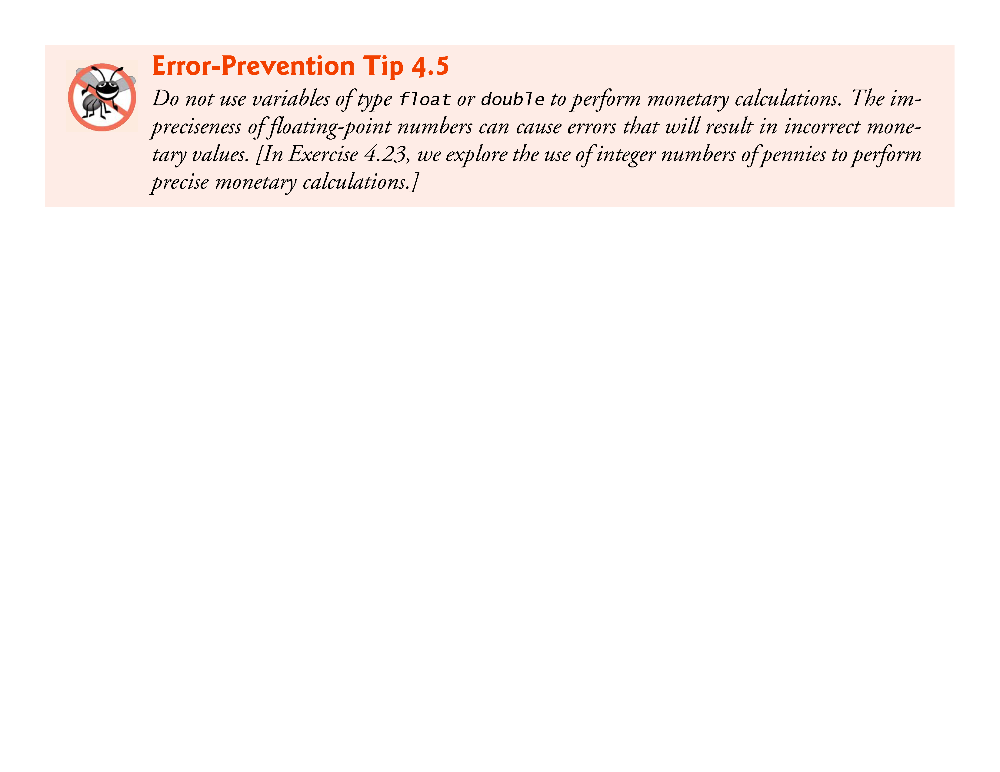 Error-Prevention Tip 4.5
Do not use variables of type float or double to perform monetary calculations. The im-
preciseness of floating-point numbers can cause errors that will result in incorrect mone-
tary values. [In Exercise 4.23, we explore the use of integer numbers of pennies to perform
precise monetary calculations.]